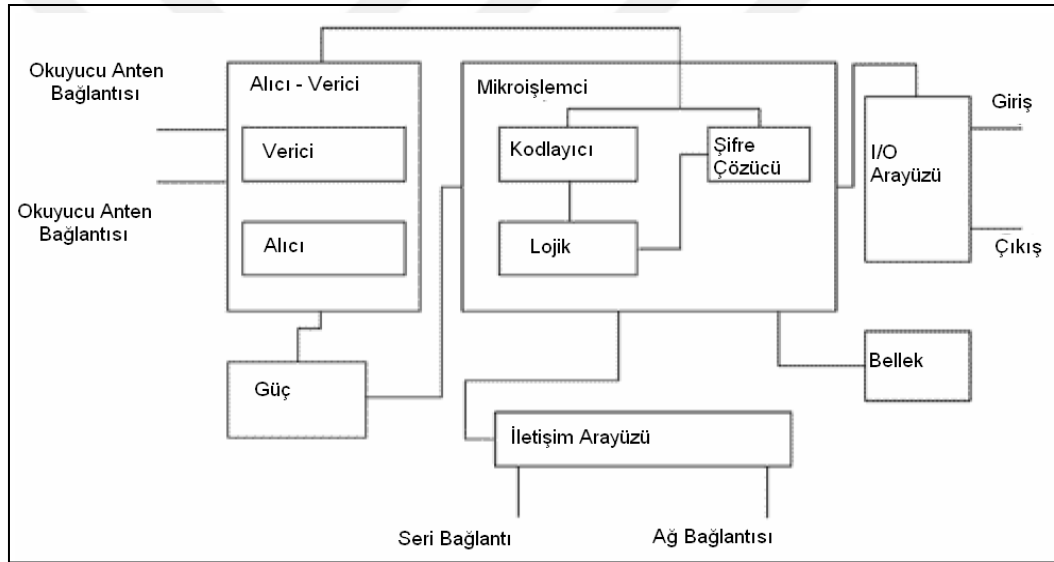 Okuyucu Anten
Bağlantısı
Okuyucu Anten
Bağlantısı
Alıcı - Verici
Verici
Alıcı
Güç
Mikroişlemci
Kodlayıcı
Şifre
Çözücü
Lojik
I/O
Arayüzü
Giriş
Çıkış
Bellek
İletişim Arayüzü
Seri Bağlantı
Ağ Bağlantısı